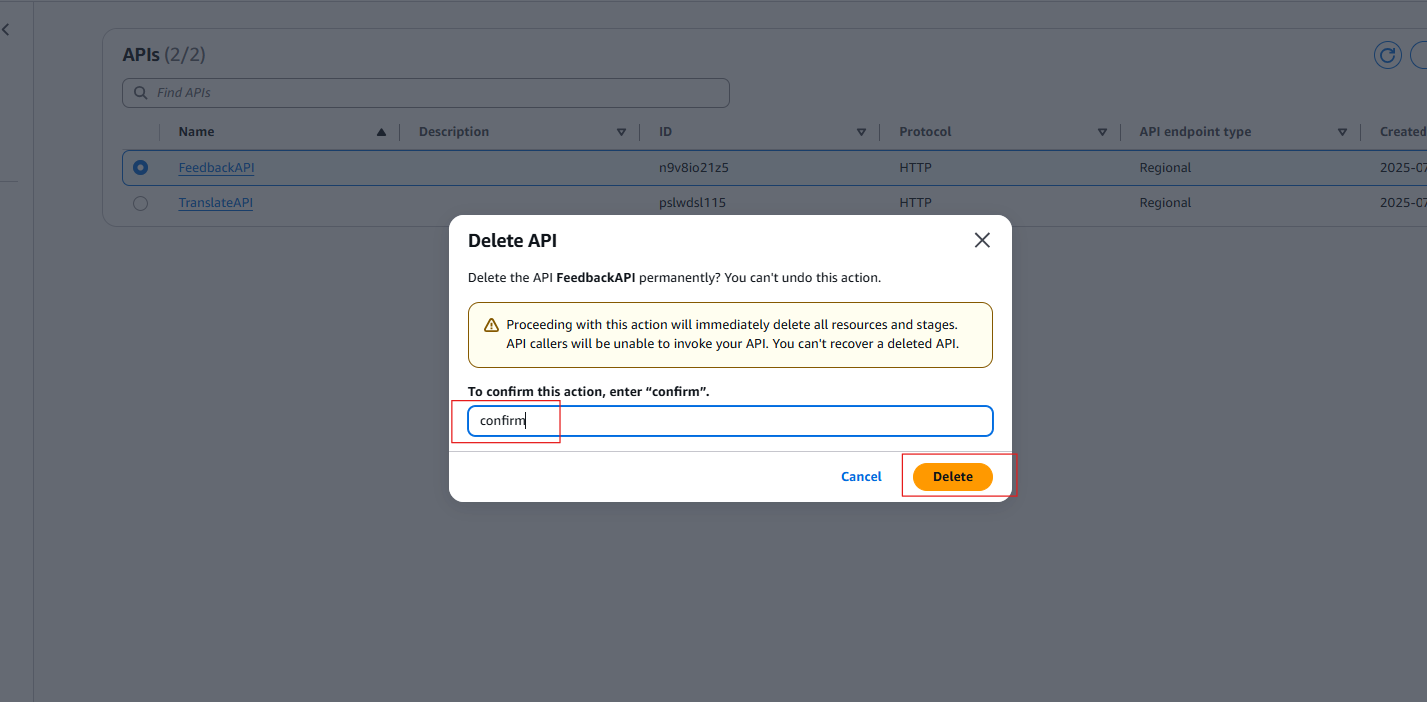 APIs (2/2)
Find APIs
Name Description ID Protocol API endpoint type Created
FeedbackAPI n9v8io21z5 HTTP Regional 2025-07
TranslateAPI pslwdsl115 HTTP Regional 2025-07
Delete API
Delete the API FeedbackAPI permanently? You can't undo this action.
Proceeding with this action will immediately delete all resources and stages.
API callers will be unable to invoke your API. You can't recover a deleted API.
To confirm this action, enter “confirm”.
confirm
Cancel Delete